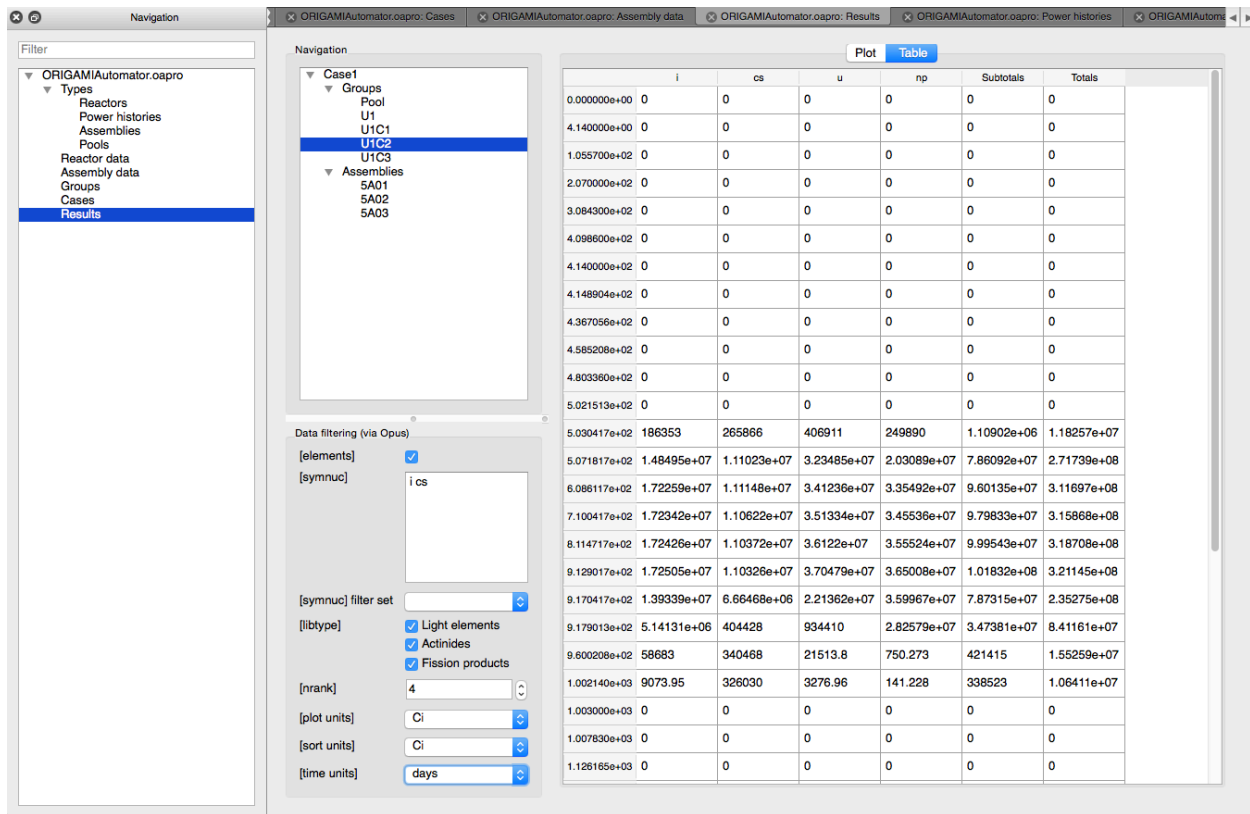 Navigation
ORIGAMIAutomator.oapro: Cases
ORIGAMIAutomator.oapro: Assembly data
ORIGAMIAutomator.oapro: Results
ORIGAMIAutomator.oapro: Power histories
ORIGAMIAutoma
Filter
ORIGAMIAutomator.oapro
Types
Reactors
Power histories
Assemblies
Pools
Reactor data
Assembly data
Groups
Cases
Results
Navigation
Case1
Groups
Pool
U1
U1C1
U1C2
U1C3
Assemblies
5A01
5A02
5A03
Data filtering (via Opus)
[elements]
[symnuc] i cs
[symnuc] filter set
[libtype] Light elements
Actinides
Fission products
[nrank] 4
[plot units] Ci
[sort units] Ci
[time units] days
Plot Table
i cs u np Subtotals Totals
0.000000e+00 0 0 0 0 0 0
4.140000e+00 0 0 0 0 0 0
1.055700e+02 0 0 0 0 0 0
2.070000e+02 0 0 0 0 0 0
3.084300e+02 0 0 0 0 0 0
4.098600e+02 0 0 0 0 0 0
4.140000e+02 0 0 0 0 0 0
4.148904e+02 0 0 0 0 0 0
4.367056e+02 0 0 0 0 0 0
4.585208e+02 0 0 0 0 0 0
4.803360e+02 0 0 0 0 0 0
5.021513e+02 0 0 0 0 0 0
5.030417e+02 186353 265866 406911 249890 1.10902e+06 1.18257e+07
5.071817e+02 1.48495e+07 1.11023e+07 3.23485e+07 2.03089e+07 7.86092e+07 2.71739e+08
6.086117e+02 1.72259e+07 1.11148e+07 3.41236e+07 3.35492e+07 9.60135e+07 3.11697e+08
7.100417e+02 1.72342e+07 1.10622e+07 3.51334e+07 3.45536e+07 9.79833e+07 3.15868e+08
8.114717e+02 1.72426e+07 1.10372e+07 3.6122e+07 3.55524e+07 9.99543e+07 3.18708e+08
9.129017e+02 1.72505e+07 1.10326e+07 3.70479e+07 3.65008e+07 1.01832e+08 3.21145e+08
9.170417e+02 1.39339e+07 6.66468e+06 2.21362e+07 3.59967e+07 7.87315e+07 2.35275e+08
9.179013e+02 5.14131e+06 404428 934410 2.82579e+07 3.47381e+07 8.41161e+07
9.600208e+02 58683 340468 21513.8 750.273 421415 1.55259e+07
1.002140e+03 9073.95 326030 3276.96 141.228 338523 1.06411e+07
1.003000e+03 0 0 0 0 0 0
1.007830e+03 0 0 0 0 0 0
1.126165e+03 0 0 0 0 0 0